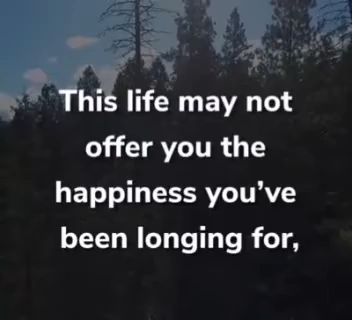 This life may not
offer you the
happiness you’ve
been longing for,